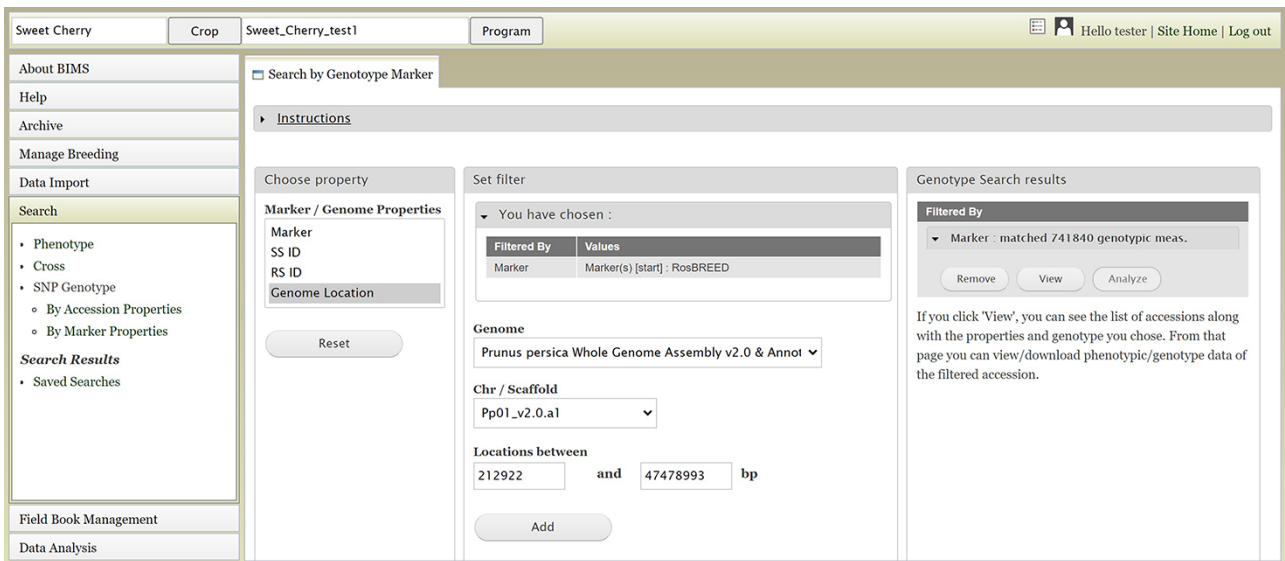 Sweet Cherry Crop Sweet_Cherry_test1 Program Hello tester | Site Home | Log out
About BIMS
Help
Archive
Manage Breeding
Data Import
Search
Phenotype
Cross
SNP Genotype
By Accession Properties
By Marker Properties
Search Results
Saved Searches
Field Book Management
Data Analysis
Search by Genotoype Marker
Instructions
Choose property
Marker / Genome Properties
Marker
SS ID
RS ID
Genome Location
Reset
Set filter
You have chosen :
Filtered By Values
Marker Marker(s) [start] : RosBREED
Genome
Prunus persica Whole Genome Assembly v2.0 & Annot
Chr / Scaffold
Pp01_v2.0.a1
Locations between
212922 and 47478993 bp
Add
Genotype Search results
Filtered By
Marker : matched 741840 genotypic meas.
Remove View Analyze
If you click 'View', you can see the list of accessions along
with the properties and genotype you chose. From that
page you can view/download phenotypic/genotype data of
the filtered accession.